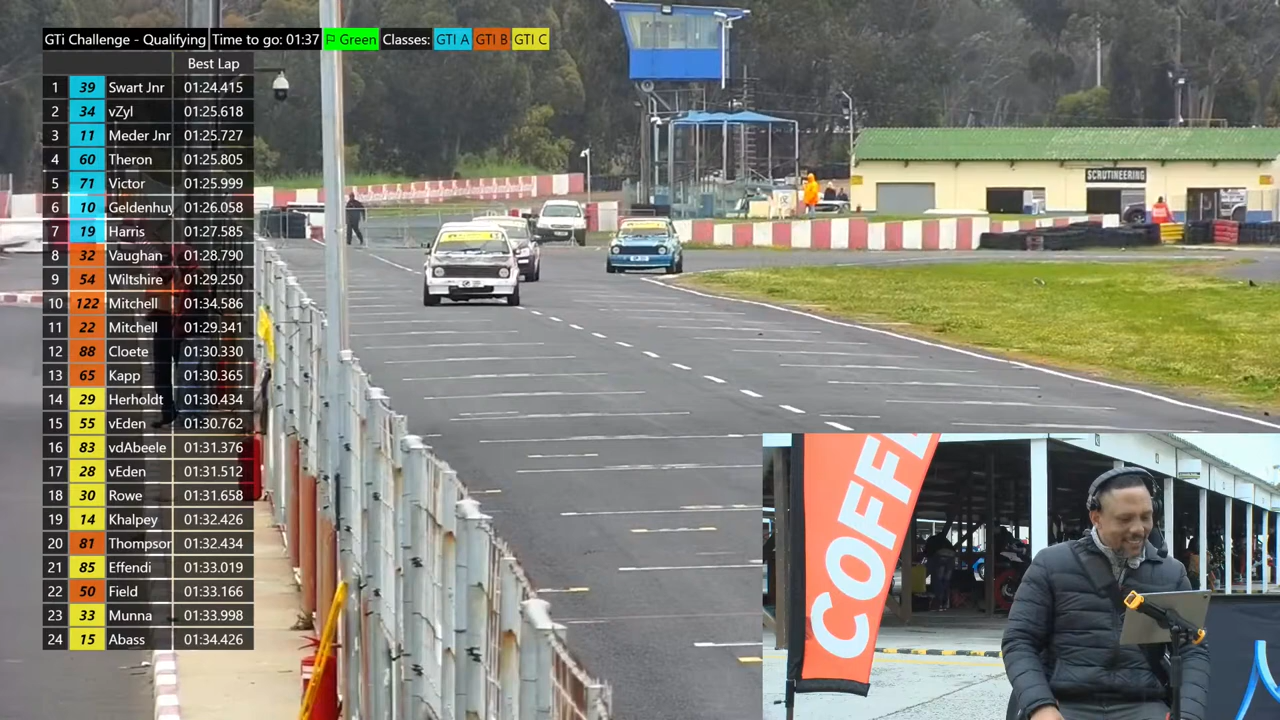 GTi Challenge - Qualifying Time to go: 01:37 Green Classes: GTI A GTI B GTI C
Best Lap
1 39 Swart Jnr 01:24.415
2 34 vZyl 01:25.618
3 11 Meder Jnr 01:25.727
4 60 Theron 01:25.805
5 71 Victor 01:25.999
6 10 Geldenhuy 01:26.058
7 19 Harris 01:27.585
8 32 Vaughan 01:28.790
9 54 Wiltshire 01:29.250
10 122 Mitchell 01:34.586
11 22 Mitchell 01:29.341
12 88 Cloete 01:30.330
13 65 Kapp 01:30.365
14 29 Herholdt 01:30.434
15 55 vEden 01:30.762
16 83 vdAbeele 01:31.376
17 28 vEden 01:31.512
18 30 Rowe 01:31.658
19 14 Khalpey 01:32.426
20 81 Thompson 01:32.434
21 85 Effendi 01:33.019
22 50 Field 01:33.166
23 33 Munna 01:33.998
24 15 Abass 01:34.426
SCRUTINEERING
COFFE